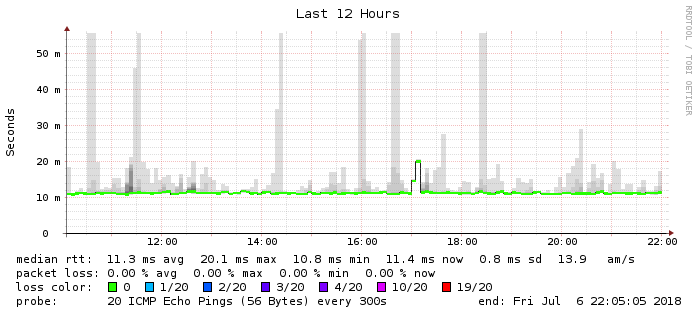 Last 12 Hours
RRDTOOL / TOBI OETIKER
Seconds
50 m
40 m
30 m
20 m
10 m
0
12:00 14:00 16:00 18:00 20:00 22:00
median rtt: 11.3 ms avg 20.1 ms max 10.8 ms min 11.4 ms now 0.8 ms sd 13.9 am/s
packet loss: 0.00 % avg 0.00 % max 0.00 % min 0.00 % now
loss color: 0 1/20 2/20 3/20 4/20 10/20 19/20
probe: 20 ICMP Echo Pings (56 Bytes) every 300s end: Fri Jul 6 22:05:05 2018